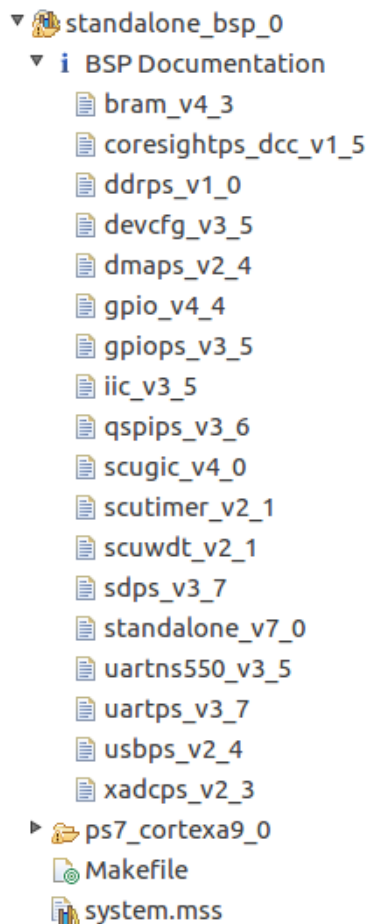 standalone_bsp_0
BSP Documentation
bram_v4_3
coresightps_dcc_v1_5
ddrps_v1_0
devcfg_v3_5
dmaps_v2_4
gpio_v4_4
gpiops_v3_5
iic_v3_5
qspips_v3_6
scugic_v4_0
scutimer_v2_1
scuwdt_v2_1
sdps_v3_7
standalone_v7_0
uartns550_v3_5
uartps_v3_7
usbps_v2_4
xadcps_v2_3
ps7_cortexa9_0
Makefile
system.mss